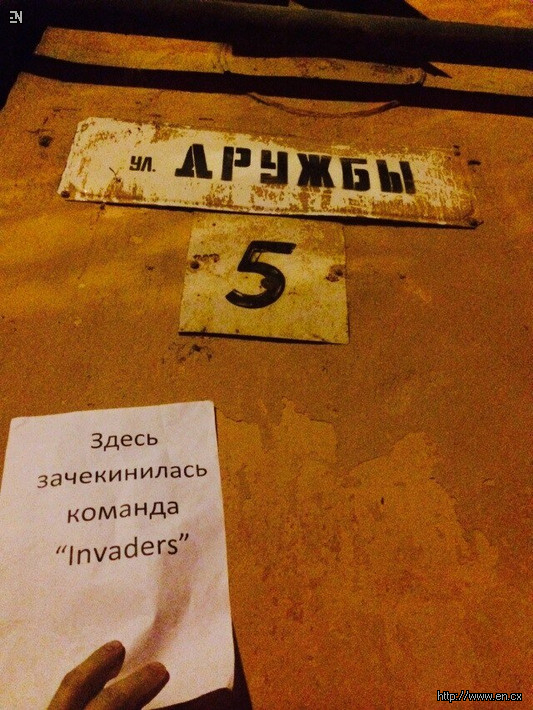 EN
ул. ДРУЖБЫ
5
Здесь
зачекинилась
команда
“Invaders”
http://www.en.cx